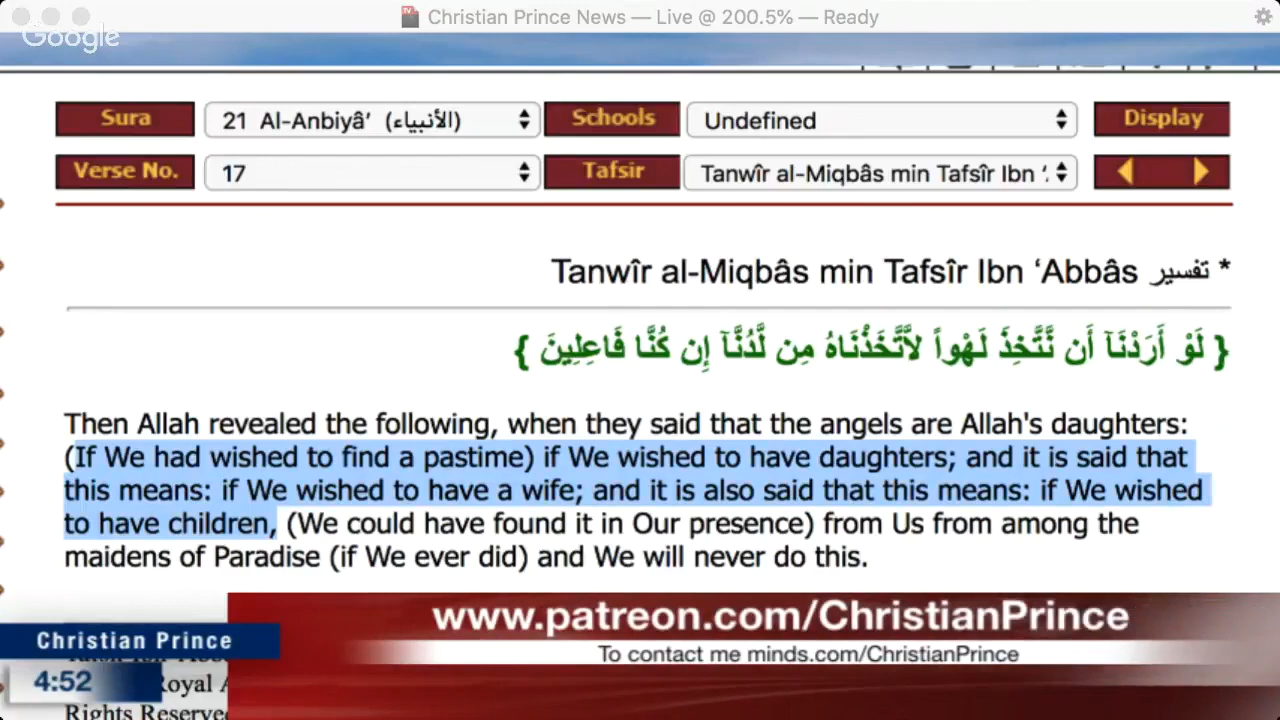 Christian Prince News — Live @ 200.5% — Ready
Google
Sura
21 Al-Anbiyâ’ (الأنبياء)
Schools
Undefined
Display
Verse No.
17
Tafsir
Tanwîr al-Miqbâs min Tafsîr Ibn ‘
* تفسير Tanwîr al-Miqbâs min Tafsîr Ibn ‘Abbâs
{ لَوْ أَرَدْنَآ أَن نَّتَّخِذَ لَهْواً لاَّتَّخَذْنَاهُ مِن لَّدُنَّآ إِن كُنَّا فَاعِلِينَ }
Then Allah revealed the following, when they said that the angels are Allah's daughters:
(If We had wished to find a pastime) if We wished to have daughters; and it is said that
this means: if We wished to have a wife; and it is also said that this means: if We wished
to have children, (We could have found it in Our presence) from Us from among the
maidens of Paradise (if We ever did) and We will never do this.
www.patreon.com/ChristianPrince
Christian Prince
To contact me minds.com/ChristianPrince
4:52
Royal
Rights Reserved